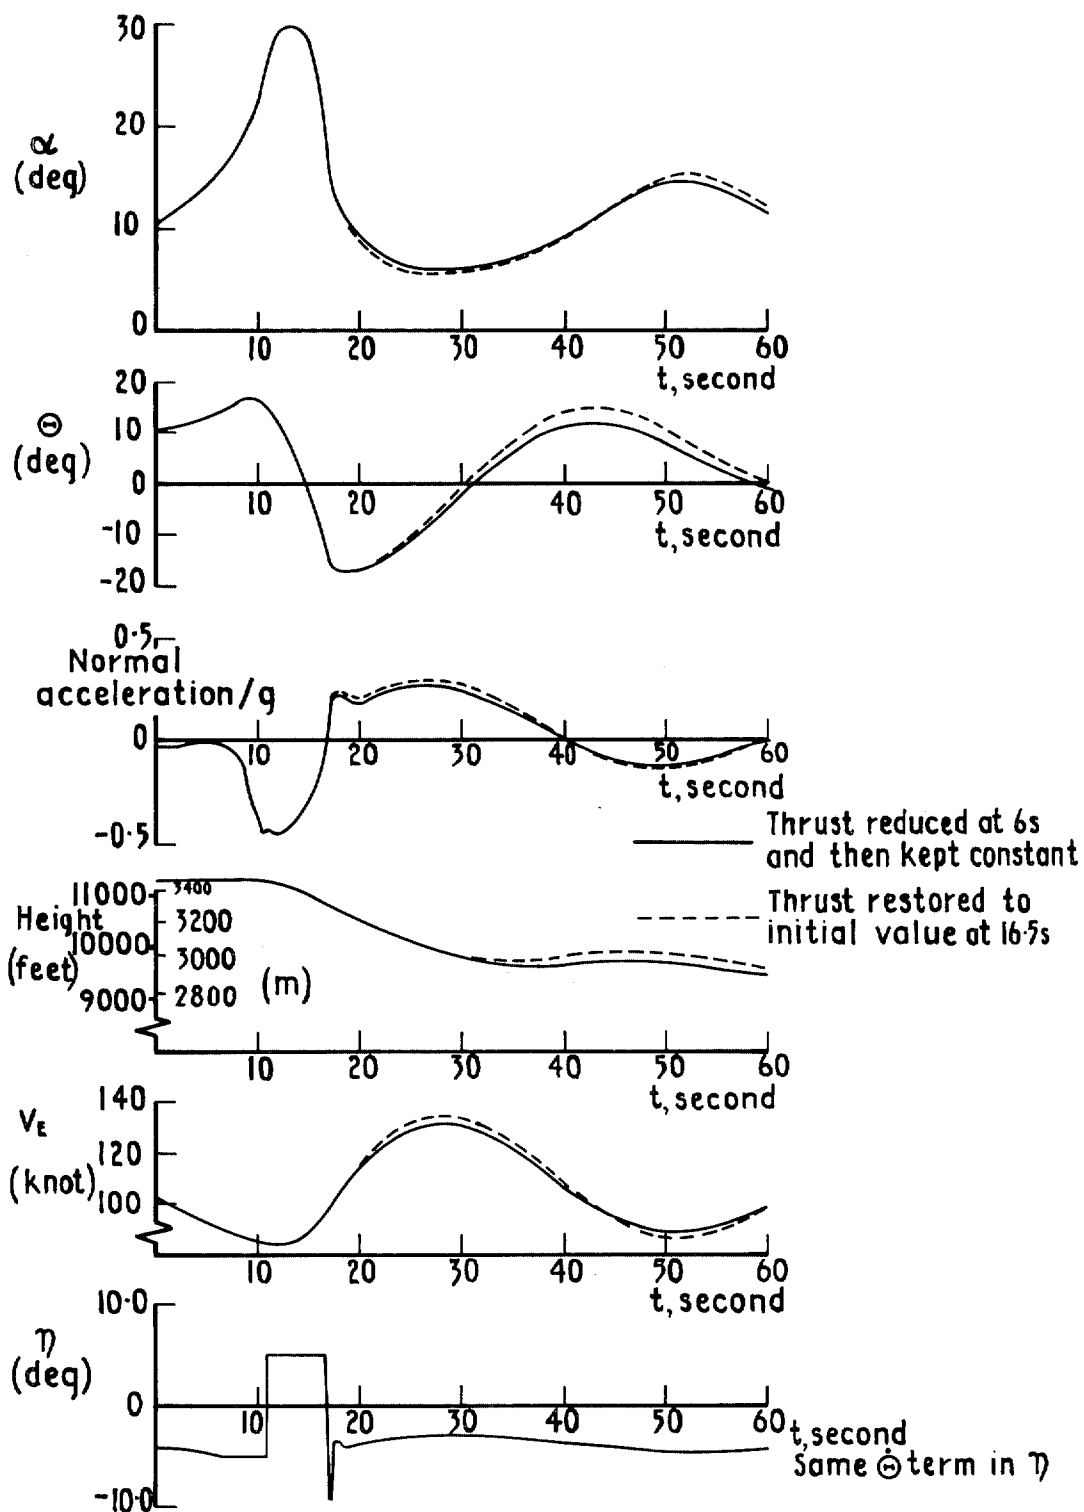 30
20
10
0
α
(deg)
10 20 30 40 50 60
t, second
20
10
0
-10
-20
Θ
(deg)
10 20 30 40 50 60
t, second
0·5
Normal
acceleration/g
0
10 20 30 40 50 60
t, second
-0·5
Thrust reduced at 6s
and then kept constant
Thrust restored to
initial value at 16·5s
11000 3400
Height 3200
10000 3000
(feet) (m)
9000 2800
10 20 30 40 50 60
t, second
140
V_E
120
(knot) 100
10 20 30 40 50 60
t, second
10·0
η
(deg)
0
10 20 30 40 50 60
t, second
Same Θ̇ term in η
-10·0